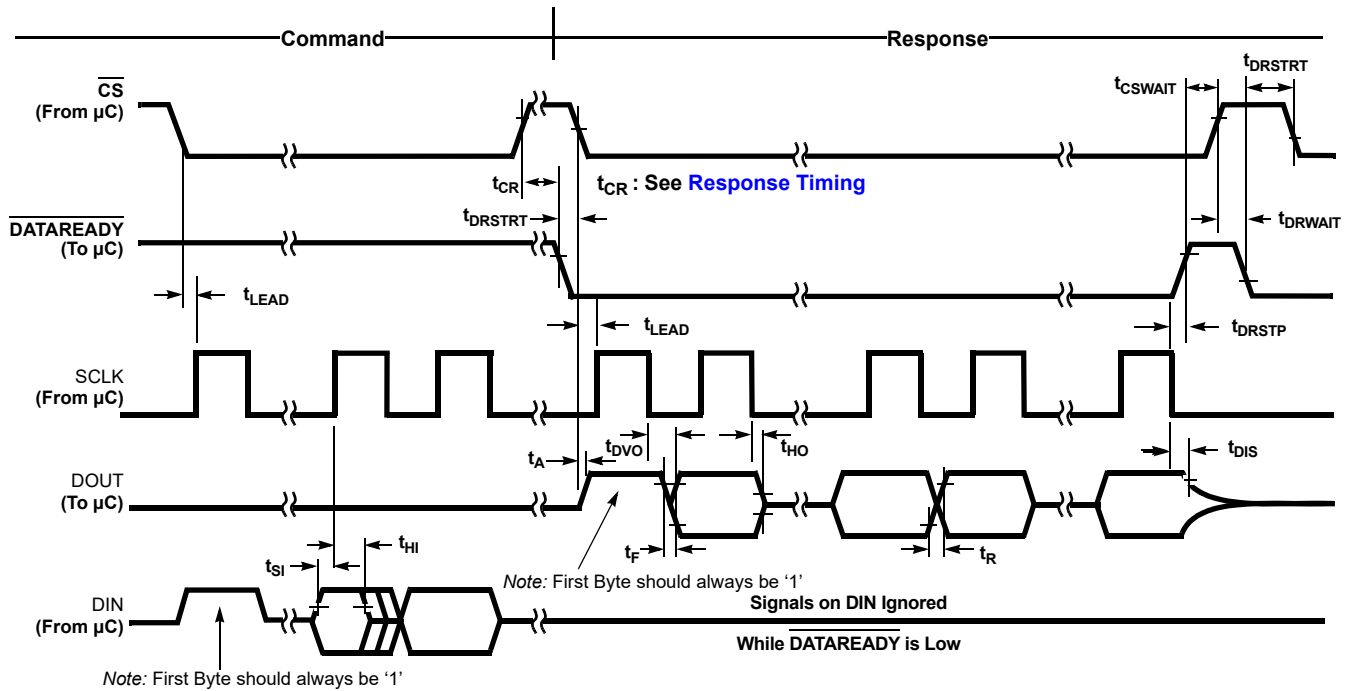 Command
Response
CS
(From µC)
tCSWAIT
tDRSTRT
tCR
tCR : See Response Timing
tDRSTRT
DATAREADY
(To µC)
tDRWAIT
tLEAD
tLEAD
tDRSTP
SCLK
(From µC)
tA
tDVO
tHO
tDIS
DOUT
(To µC)
tHI
tSI
tF
tR
Note: First Byte should always be ‘1’
DIN
(From µC)
Signals on DIN Ignored
While DATAREADY is Low
Note: First Byte should always be ‘1’